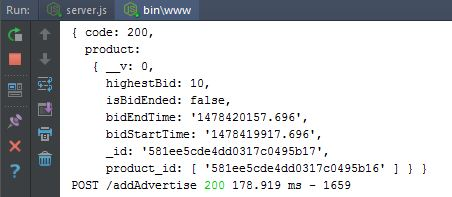 Run: server.js bin\www
{ code: 200,
product:
{ __v: 0,
highestBid: 10,
isBidEnded: false,
bidEndTime: '1478420157.696',
bidStartTime: '1478419917.696',
_id: '581ee5cde4dd0317c0495b17',
product_id: [ '581ee5cde4dd0317c0495b16' ] } }
POST /addAdvertise 200 178.919 ms - 1659